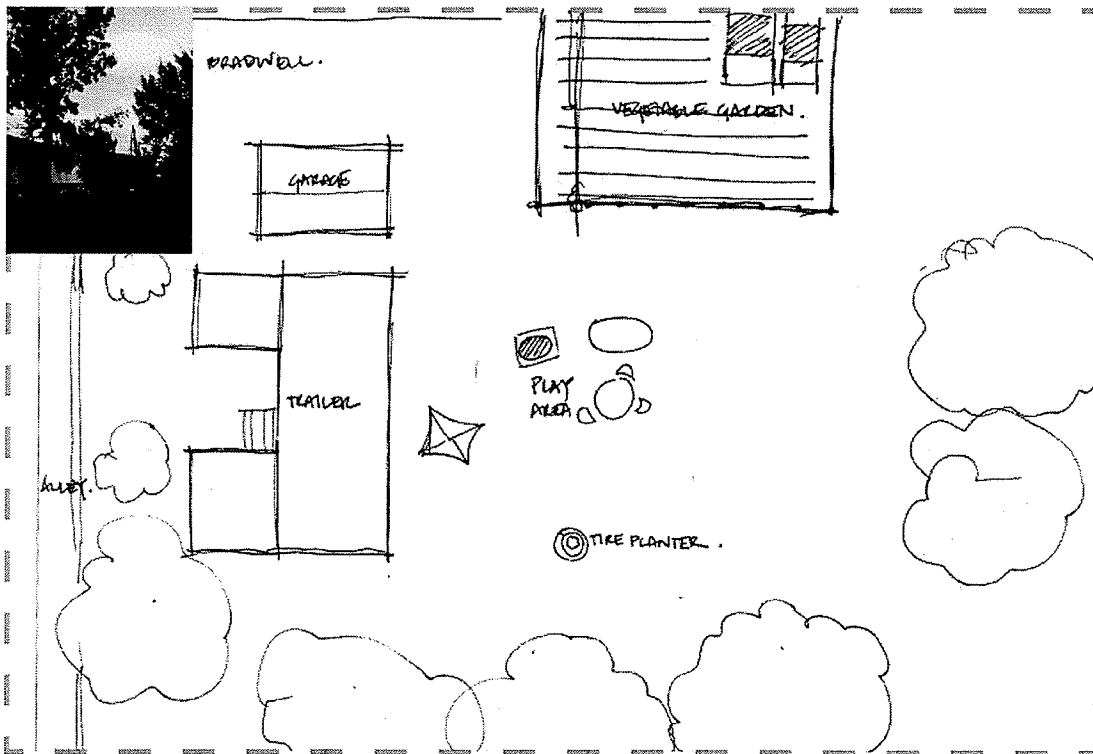 BRADWELL.
VEGETABLE GARDEN.
GARAGE
TRAILER
PLAY
AREA
ALLEY.
TIRE PLANTER.